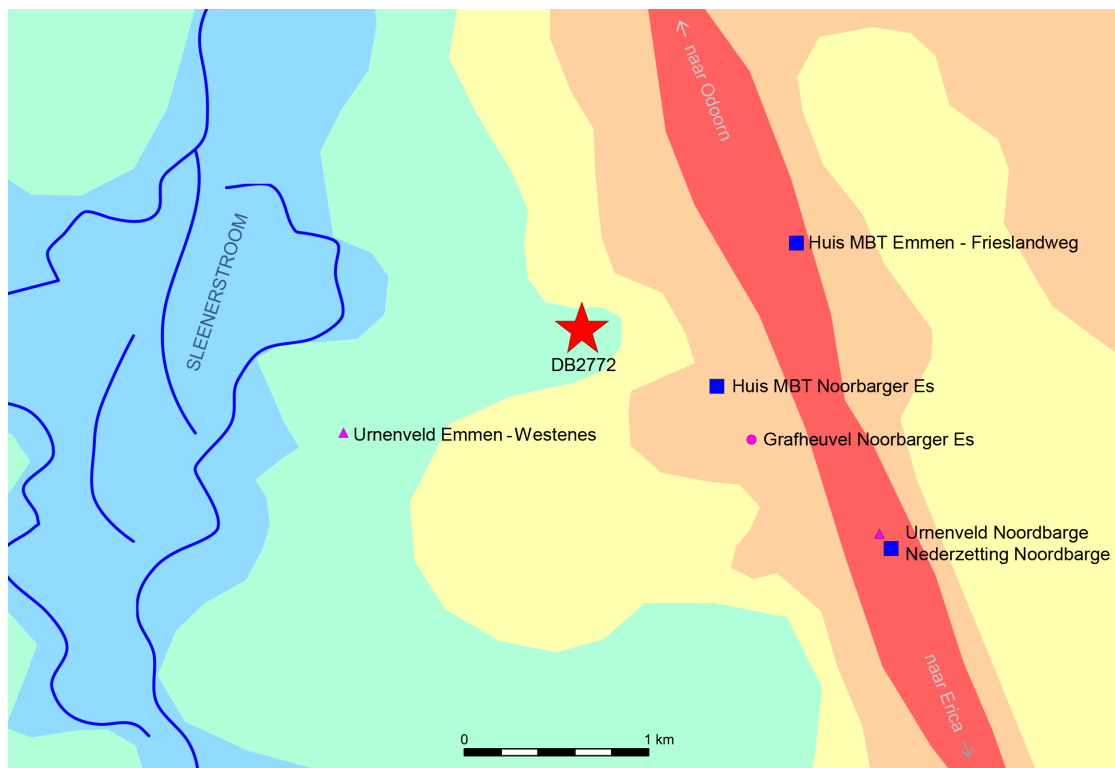 naar Odoorn
SLEENERSTROOM
Huis MBT Emmen - Frieslandweg
DB2772
Huis MBT Noorbarger Es
Urnenveld Emmen - Westenes
Grafheuvel Noorbarger Es
Urnenveld Noordbarge
Nederzetting Noordbarge
naar Erica
0 1 km